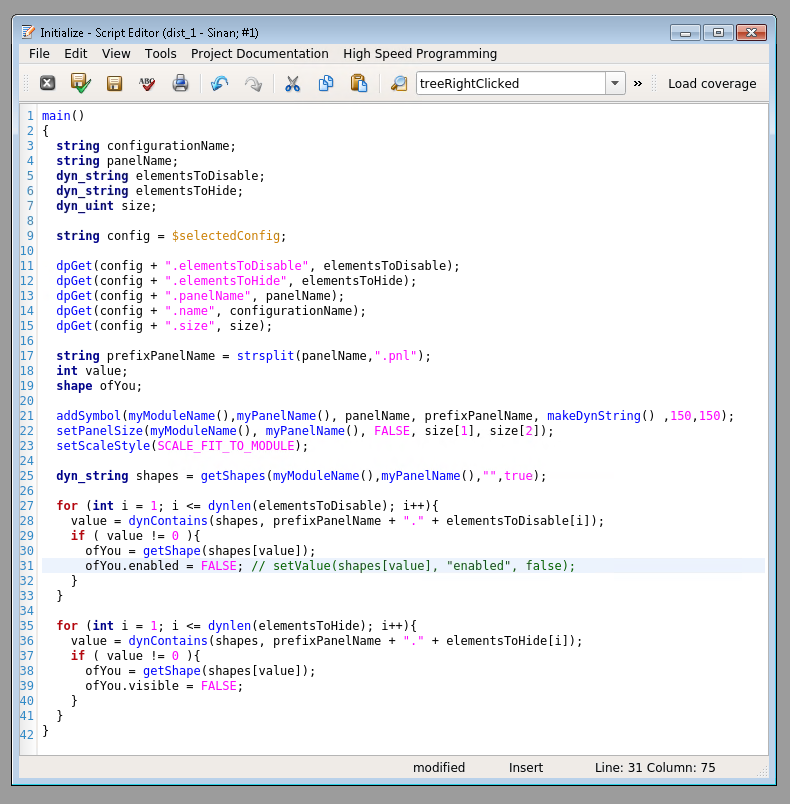 Initialize - Script Editor (dist_1 - Sinan; #1)
File Edit View Tools Project Documentation High Speed Programming
ABC treeRightClicked » Load coverage
1 main()
2 {
3   string configurationName;
4   string panelName;
5   dyn_string elementsToDisable;
6   dyn_string elementsToHide;
7   dyn_uint size;
8
9   string config = $selectedConfig;
10
11   dpGet(config + ".elementsToDisable", elementsToDisable);
12   dpGet(config + ".elementsToHide", elementsToHide);
13   dpGet(config + ".panelName", panelName);
14   dpGet(config + ".name", configurationName);
15   dpGet(config + ".size", size);
16
17   string prefixPanelName = strsplit(panelName,".pnl");
18   int value;
19   shape ofYou;
20
21   addSymbol(myModuleName(),myPanelName(), panelName, prefixPanelName, makeDynString() ,150,150);
22   setPanelSize(myModuleName(), myPanelName(), FALSE, size[1], size[2]);
23   setScaleStyle(SCALE_FIT_TO_MODULE);
24
25   dyn_string shapes = getShapes(myModuleName(),myPanelName(),"",true);
26
27   for (int i = 1; i <= dynlen(elementsToDisable); i++){
28     value = dynContains(shapes, prefixPanelName + "." + elementsToDisable[i]);
29     if ( value != 0 ){
30       ofYou = getShape(shapes[value]);
31       ofYou.enabled = FALSE; // setValue(shapes[value], "enabled", false);
32     }
33   }
34
35   for (int i = 1; i <= dynlen(elementsToHide); i++){
36     value = dynContains(shapes, prefixPanelName + "." + elementsToHide[i]);
37     if ( value != 0 ){
38       ofYou = getShape(shapes[value]);
39       ofYou.visible = FALSE;
40     }
41   }
42 }
modified Insert Line: 31 Column: 75